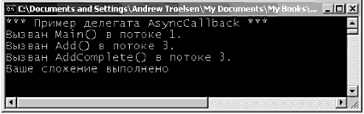 C:\Documents and Settings\Andrew Troelsen\My Documents\My Books\...
*** Пример делегата AsyncCallback ***
Вызван Main() в потоке 1.
Вызван Add() в потоке 3.
Вызван AddComplete() в потоке 3.
Ваше сложение выполнено